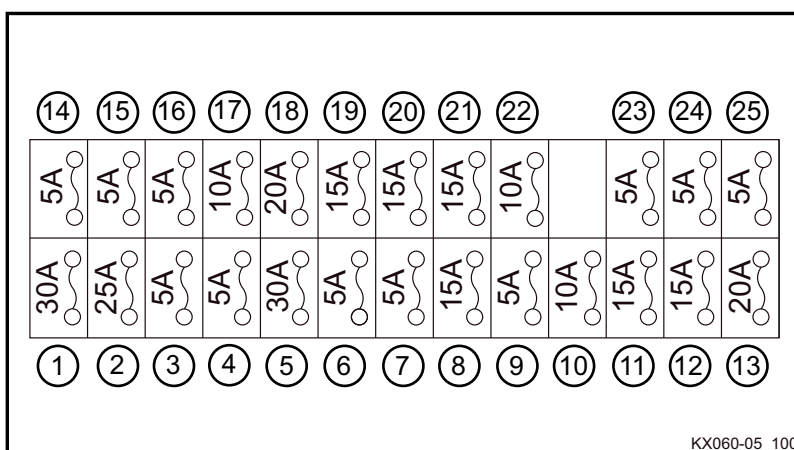 14 15 16 17 18 19 20 21 22 23 24 25
5A 5A 5A 10A 20A 15A 15A 15A 10A 5A 5A 5A
30A 25A 5A 5A 30A 5A 5A 15A 5A 10A 15A 15A 20A
1 2 3 4 5 6 7 8 9 10 11 12 13
KX060-05_100